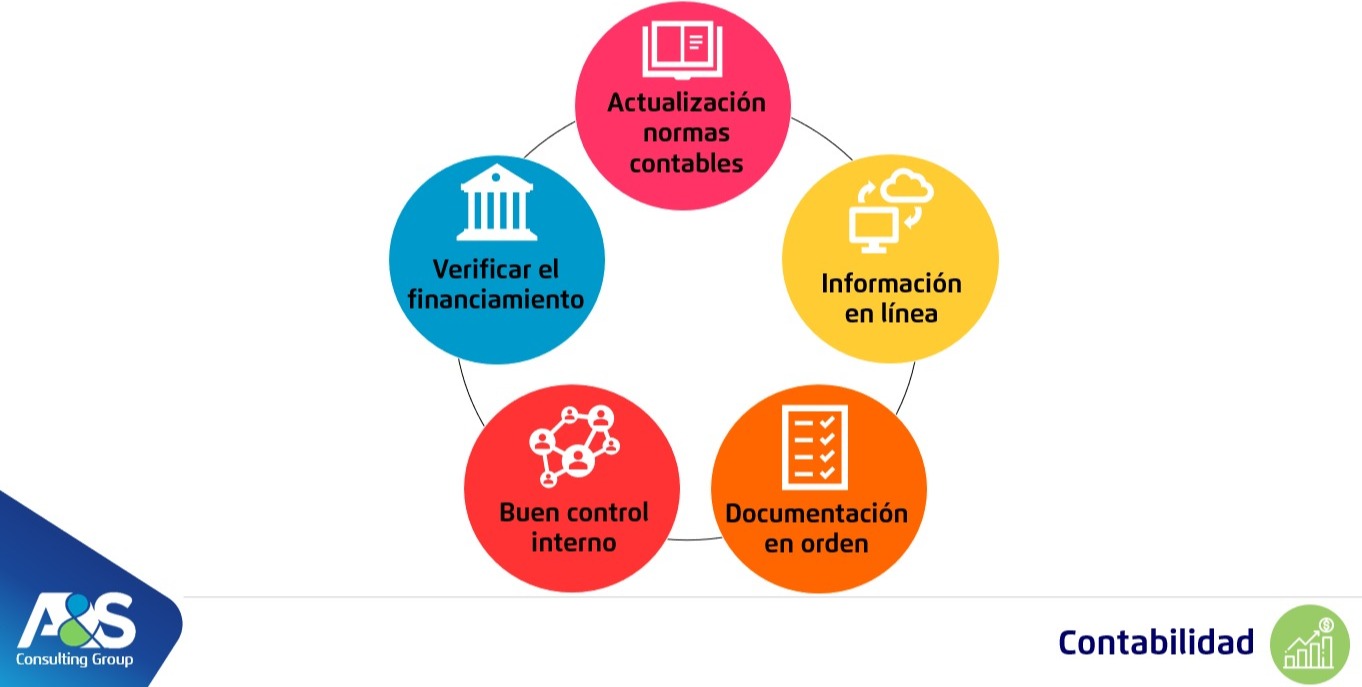 Actualización
normas
contables
Información
en línea
Documentación
en orden
Buen control
interno
Verificar el
financiamiento
A&S
Consulting Group
Contabilidad
$